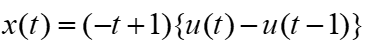 x(t) = (−t+1){u(t)−u(t−1)}